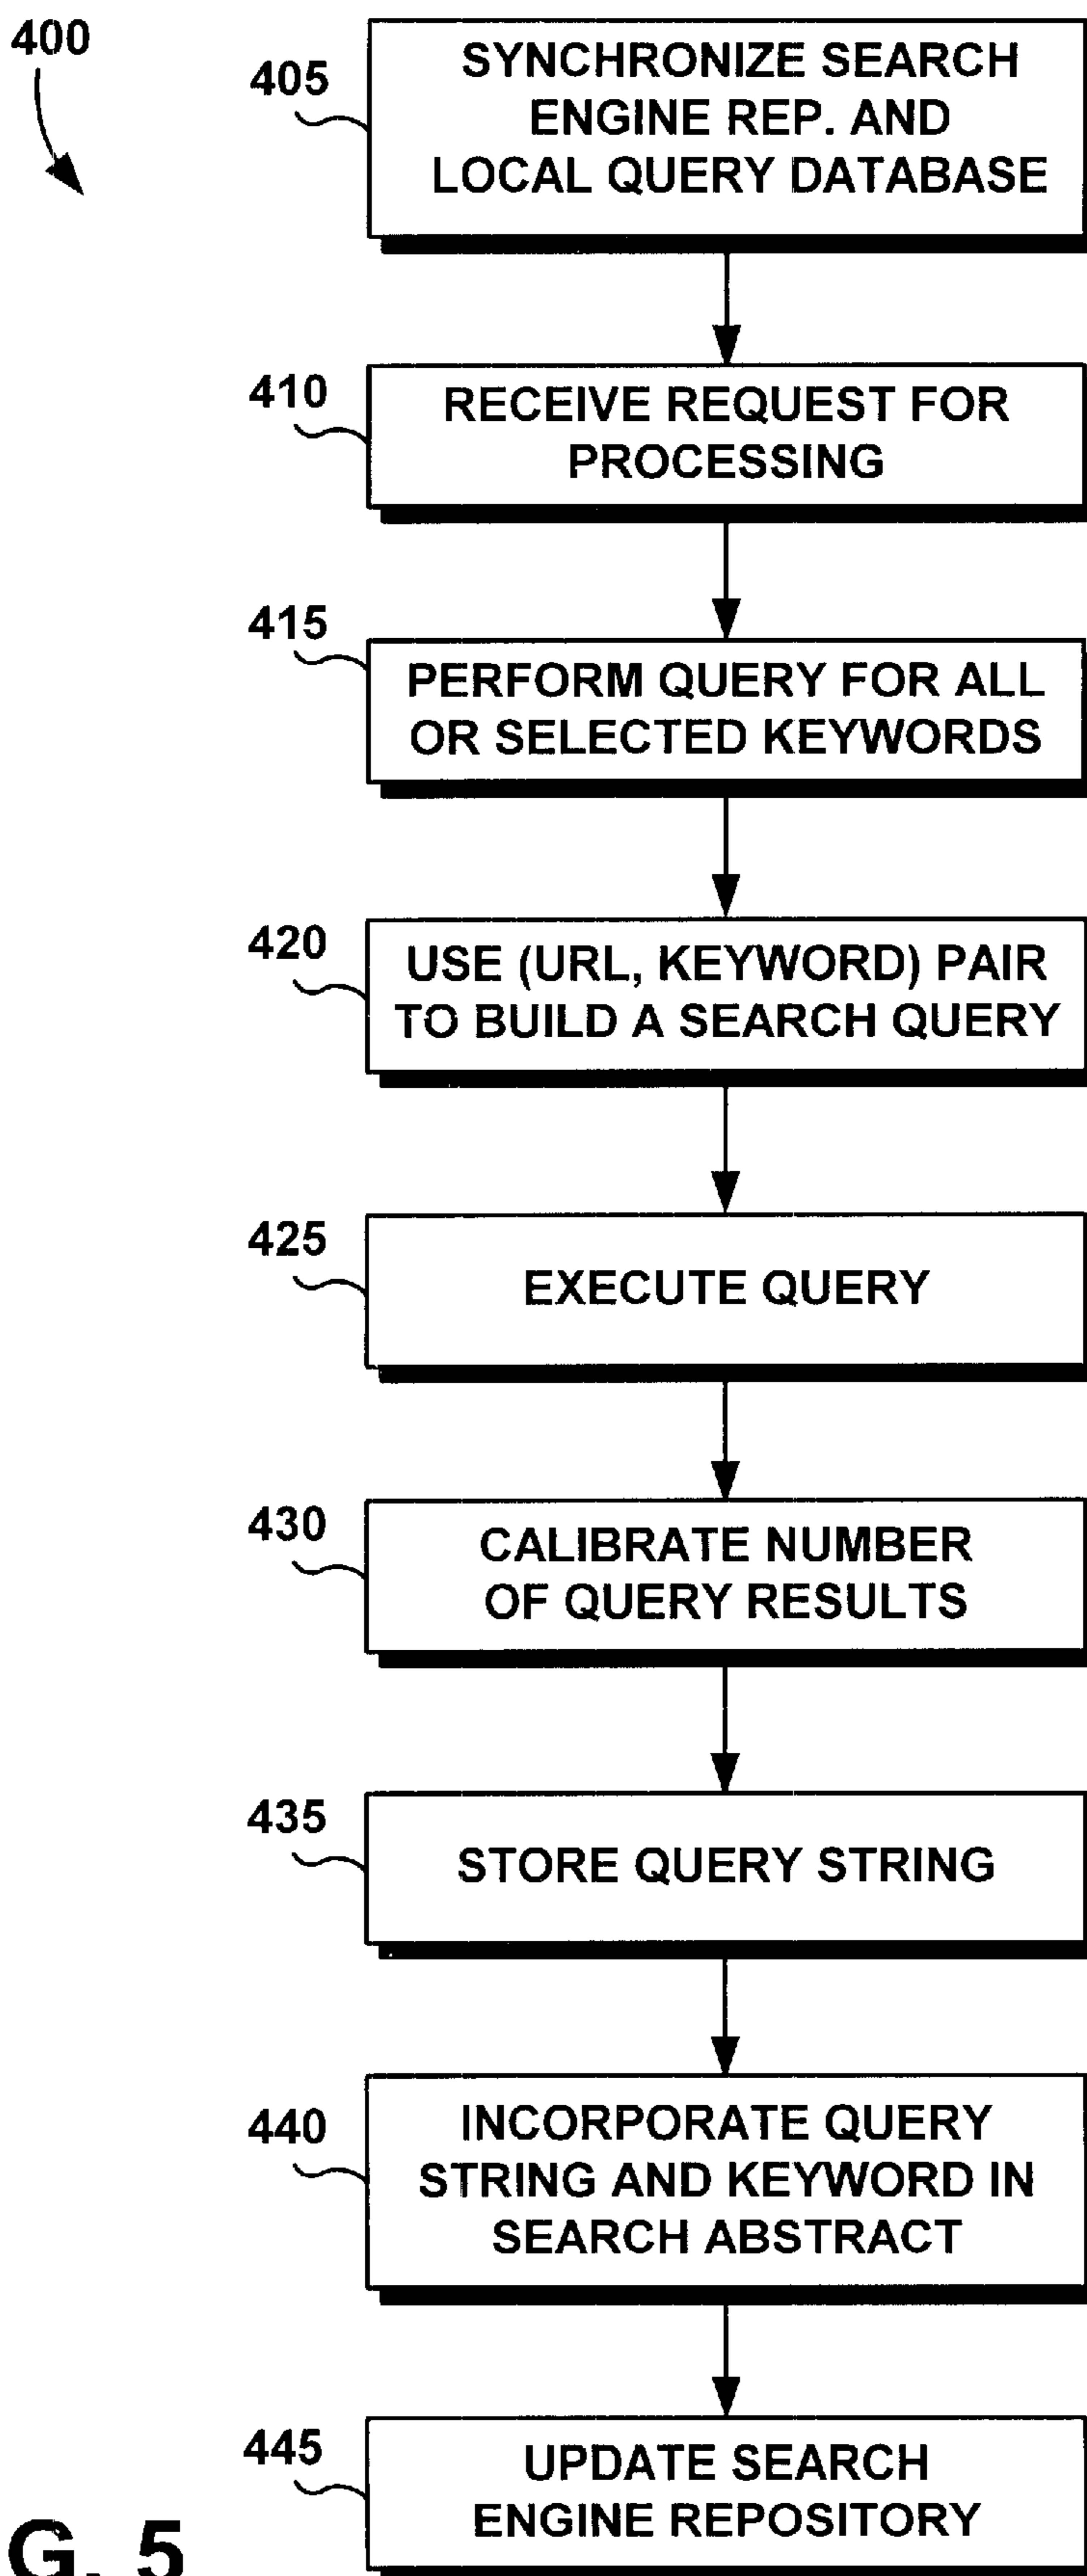 400
405
SYNCHRONIZE SEARCH
ENGINE REP. AND
LOCAL QUERY DATABASE
410
RECEIVE REQUEST FOR
PROCESSING
415
PERFORM QUERY FOR ALL
OR SELECTED KEYWORDS
420
USE (URL, KEYWORD) PAIR
TO BUILD A SEARCH QUERY
425
EXECUTE QUERY
430
CALIBRATE NUMBER
OF QUERY RESULTS
435
STORE QUERY STRING
440
INCORPORATE QUERY
STRING AND KEYWORD IN
SEARCH ABSTRACT
445
UPDATE SEARCH
ENGINE REPOSITORY
G. 5